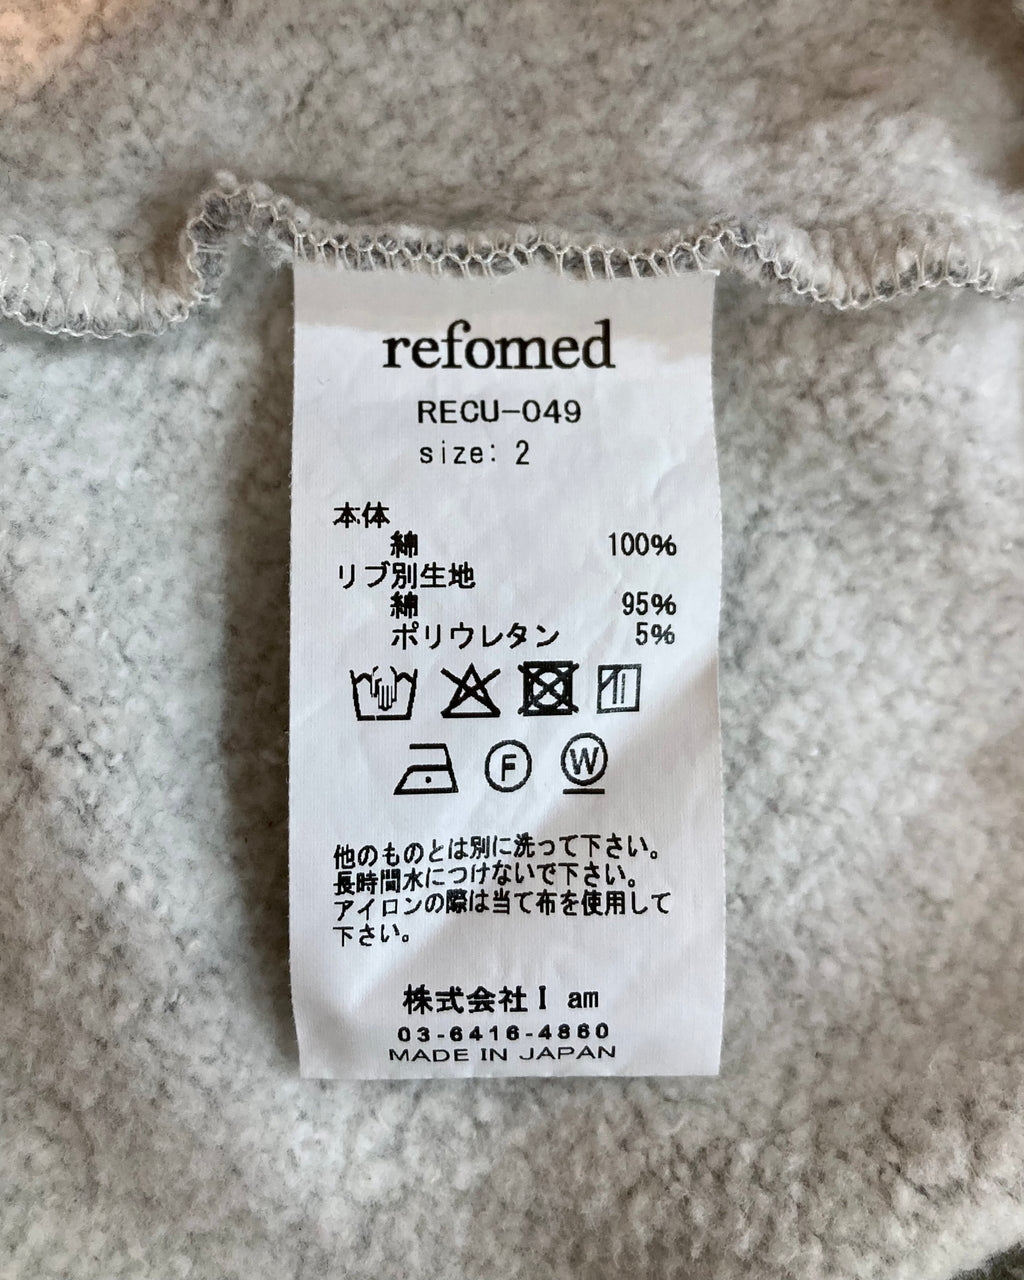 refomed
RECU-049
size: 2
本体
綿 100%
リブ別生地
綿 95%
ポリウレタン 5%
F W
他のものとは別に洗って下さい。
長時間水につけないで下さい。
アイロンの際は当て布を使用して
下さい。
株式会社I am
03-6416-4860
MADE IN JAPAN